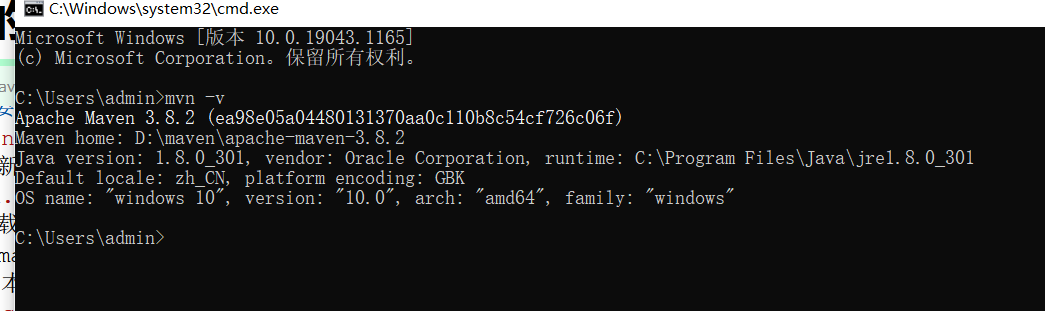 C:\Windows\system32\cmd.exe
Microsoft Windows [版本 10.0.19043.1165]
(c) Microsoft Corporation。保留所有权利。
C:\Users\admin>mvn -v
Apache Maven 3.8.2 (ea98e05a04480131370aa0c110b8c54cf726c06f)
Maven home: D:\maven\apache-maven-3.8.2
Java version: 1.8.0_301, vendor: Oracle Corporation, runtime: C:\Program Files\Java\jre1.8.0_301
Default locale: zh_CN, platform encoding: GBK
OS name: "windows 10", version: "10.0", arch: "amd64", family: "windows"
C:\Users\admin>